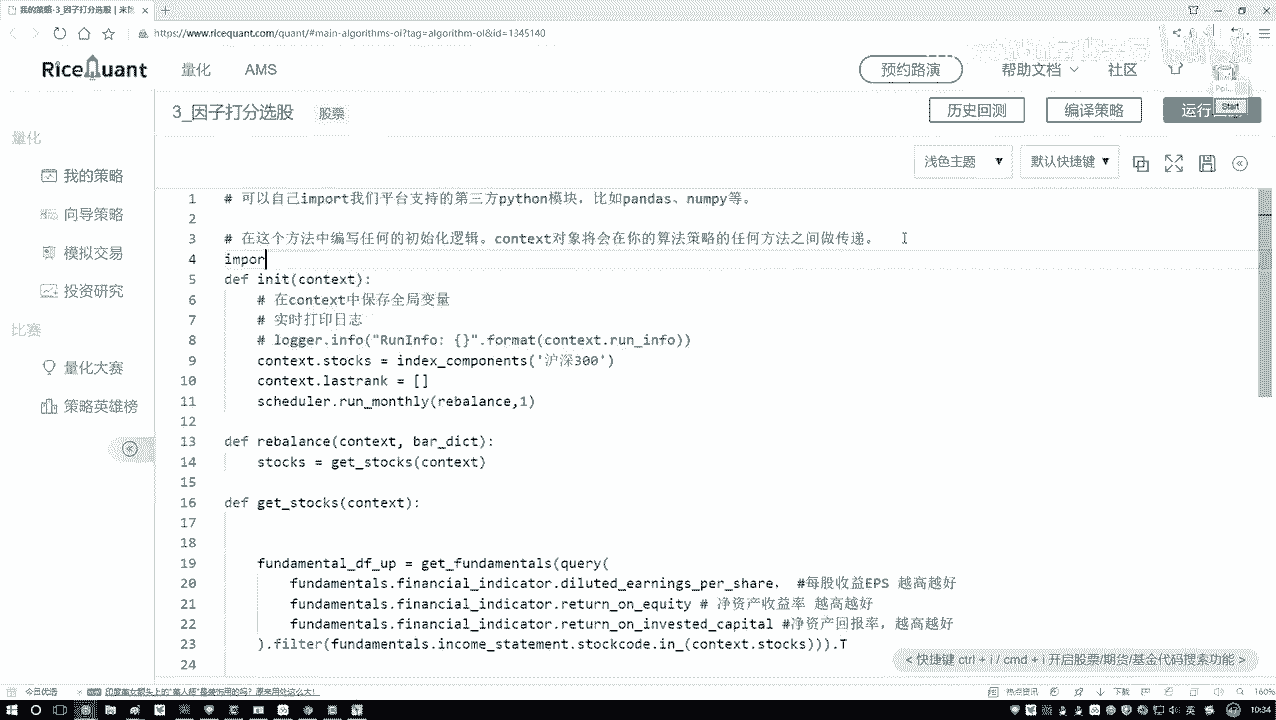 我的策略-3_因子打分选股
https://www.ricequant.com/quant/#main-algorithms-ol?tag=algorithm-ol&id=1345140
RiceQuant 量化 AMS 预约路演 帮助文档 社区
3_因子打分选股 股票 历史回测 编译策略 运行
Start
浅色主题 默认快捷键
量化
我的策略
向导策略
模拟交易
投资研究
比赛
量化大赛
策略英雄榜
1 # 可以自己import我们平台支持的第三方python模块,比如pandas、numpy等。
2
3 # 在这个方法中编写任何的初始化逻辑。context对象将会在你的算法策略的任何方法之间做传递。
4 impor
5 def init(context):
6 # 在context中保存全局变量
7 # 实时打印日志
8 # logger.info("RunInfo: {}".format(context.run_info))
9 context.stocks = index_components('沪深300')
10 context.lastrank = []
11 scheduler.run_monthly(rebalance,1)
12
13 def rebalance(context, bar_dict):
14 stocks = get_stocks(context)
15
16 def get_stocks(context):
17
18
19 fundamental_df_up = get_fundamentals(query(
20 fundamentals.financial_indicator.diluted_earnings_per_share, #每股收益EPS 越高越好
21 fundamentals.financial_indicator.return_on_equity # 净资产收益率 越高越好
22 fundamentals.financial_indicator.return_on_invested_capital #净资产回报率,越高越好
23 ).filter(fundamentals.income_statement.stockcode.in_(context.stocks))).T
24
< 快捷键 ctrl + i / cmd + i 开启股票/期货/基金代码搜索功能 >
今日优选 热点资讯 下载 160%
10:34